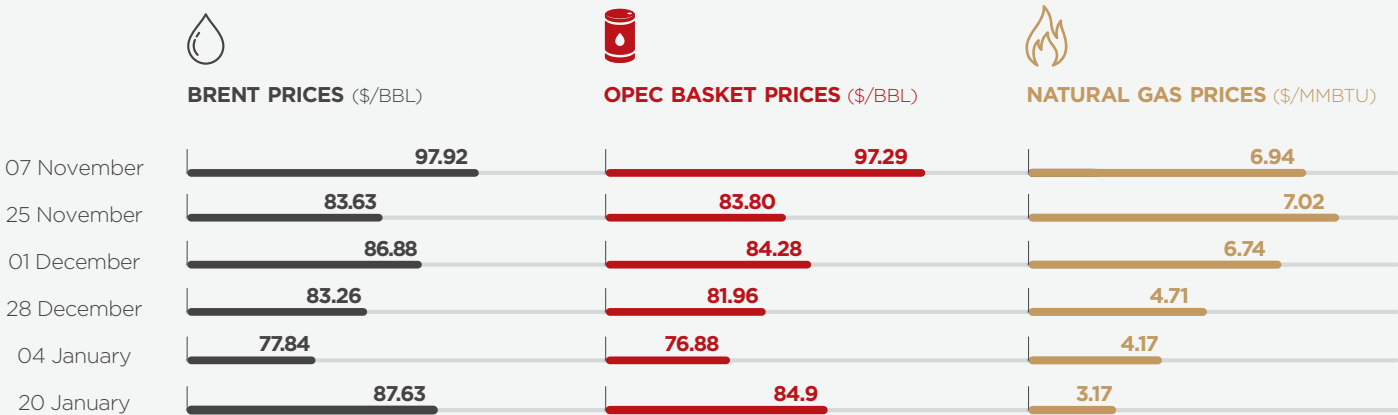 BRENT PRICES ($/BBL) OPEC BASKET PRICES ($/BBL) NATURAL GAS PRICES ($/MMBTU)
07 November 97.92 97.29 6.94
25 November 83.63 83.80 7.02
01 December 86.88 84.28 6.74
28 December 83.26 81.96 4.71
04 January 77.84 76.88 4.17
20 January 87.63 84.9 3.17